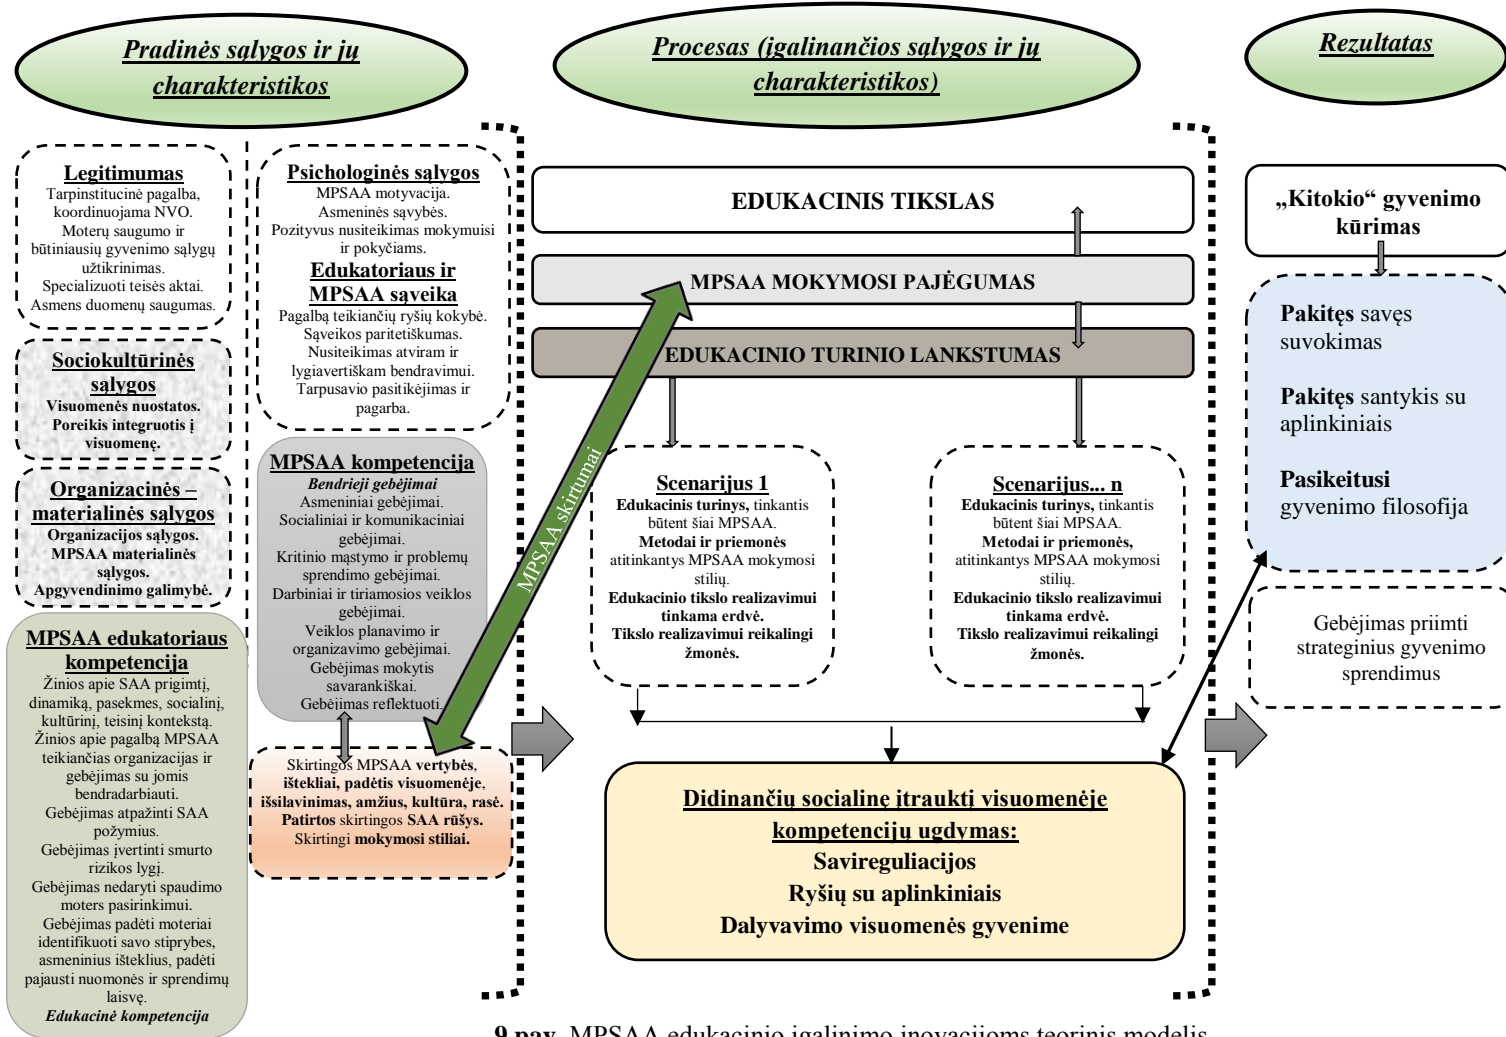 Pradinės sąlygos ir jų
charakteristikos
Procesas (įgalinančios sąlygos ir jų
charakteristikos)
Rezultatas
Legitimumas
Tarpinstitucinė pagalba,
koordinuojama NVO.
Moterų saugumo ir
būtiniausių gyvenimo sąlygų
užtikrinimas.
Specializuoti teisės aktai.
Asmens duomenų saugumas.
Sociokultūrinės
sąlygos
Visuomenės nuostatos.
Poreikis integruotis į
visuomenę.
Organizacinės –
materialinės sąlygos
Organizacijos sąlygos.
MPSAA materialinės
sąlygos.
Apgyvendinimo galimybė.
MPSAA edukatoriaus
kompetencija
Žinios apie SAA prigimtį,
dinamiką, pasekmes, socialinį,
kultūrinį, teisinį kontekstą.
Žinios apie pagalbą MPSAA
teikiančias organizacijas ir
gebėjimas su jomis
bendradarbiauti.
Gebėjimas atpažinti SAA
požymius.
Gebėjimas įvertinti smurto
rizikos lygį.
Gebėjimas nedaryti spaudimo
moters pasirinkimui.
Gebėjimas padėti moteriai
identifikuoti savo stiprybes,
asmeninius išteklius, padėti
pajausti nuomonės ir sprendimų
laisvę.
Edukacinė kompetencija
Psichologinės sąlygos
MPSAA motyvacija.
Asmeninės savybės.
Pozityvus nusiteikimas mokymuisi
ir pokyčiams.
Edukatoriaus ir
MPSAA sąveika
Pagalbą teikiančių ryšių kokybė.
Sąveikos paritetiškumas.
Nusiteikimas atviram ir
lygiavertiškam bendravimui.
Tarpusavio pasitikėjimas ir
pagarba.
MPSAA kompetencija
Bendrieji gebėjimai
Asmeniniai gebėjimai.
Socialiniai ir komunikaciniai
gebėjimai.
Kritinio mąstymo ir problemų
sprendimo gebėjimai.
Darbiniai ir tiriamosios veiklos
gebėjimai.
Veiklos planavimo ir
organizavimo gebėjimai.
Gebėjimas mokytis
savarankiškai.
Gebėjimas reflektuoti.
Skirtingos MPSAA vertybės,
ištekliai, padėtis visuomenėje,
išsilavinimas, amžius, kultūra, rasė.
Patirtos skirtingos SAA rūšys.
Skirtingi mokymosi stiliai.
MPSAA skirtumai
EDUKACINIS TIKSLAS
MPSAA MOKYMOSI PAJĖGUMAS
EDUKACINIO TURINIO LANKSTUMAS
Scenarijus 1
Edukacinis turinys, tinkantis
būtent šiai MPSAA.
Metodai ir priemonės
atitinkantys MPSAA mokymosi
stilių.
Edukacinio tikslo realizavimui
tinkama erdvė.
Tikslo realizavimui reikalingi
žmonės.
Scenarijus... n
Edukacinis turinys, tinkantis
būtent šiai MPSAA.
Metodai ir priemonės,
atitinkantys MPSAA mokymosi
stilių.
Edukacinio tikslo realizavimui
tinkama erdvė.
Tikslo realizavimui reikalingi
žmonės.
Didinančių socialinę įtrauktį visuomenėje
kompetencijų ugdymas:
Savireguliacijos
Ryšių su aplinkiniais
Dalyvavimo visuomenės gyvenime
„Kitokio“ gyvenimo
kūrimas
Pakitęs savęs
suvokimas
Pakitęs santykis su
aplinkiniais
Pasikeitusi
gyvenimo filosofija
Gebėjimas priimti
strateginius gyvenimo
sprendimus
9 pav. MPSAA edukacinio įgalinimo inovacijoms teorinis modelis